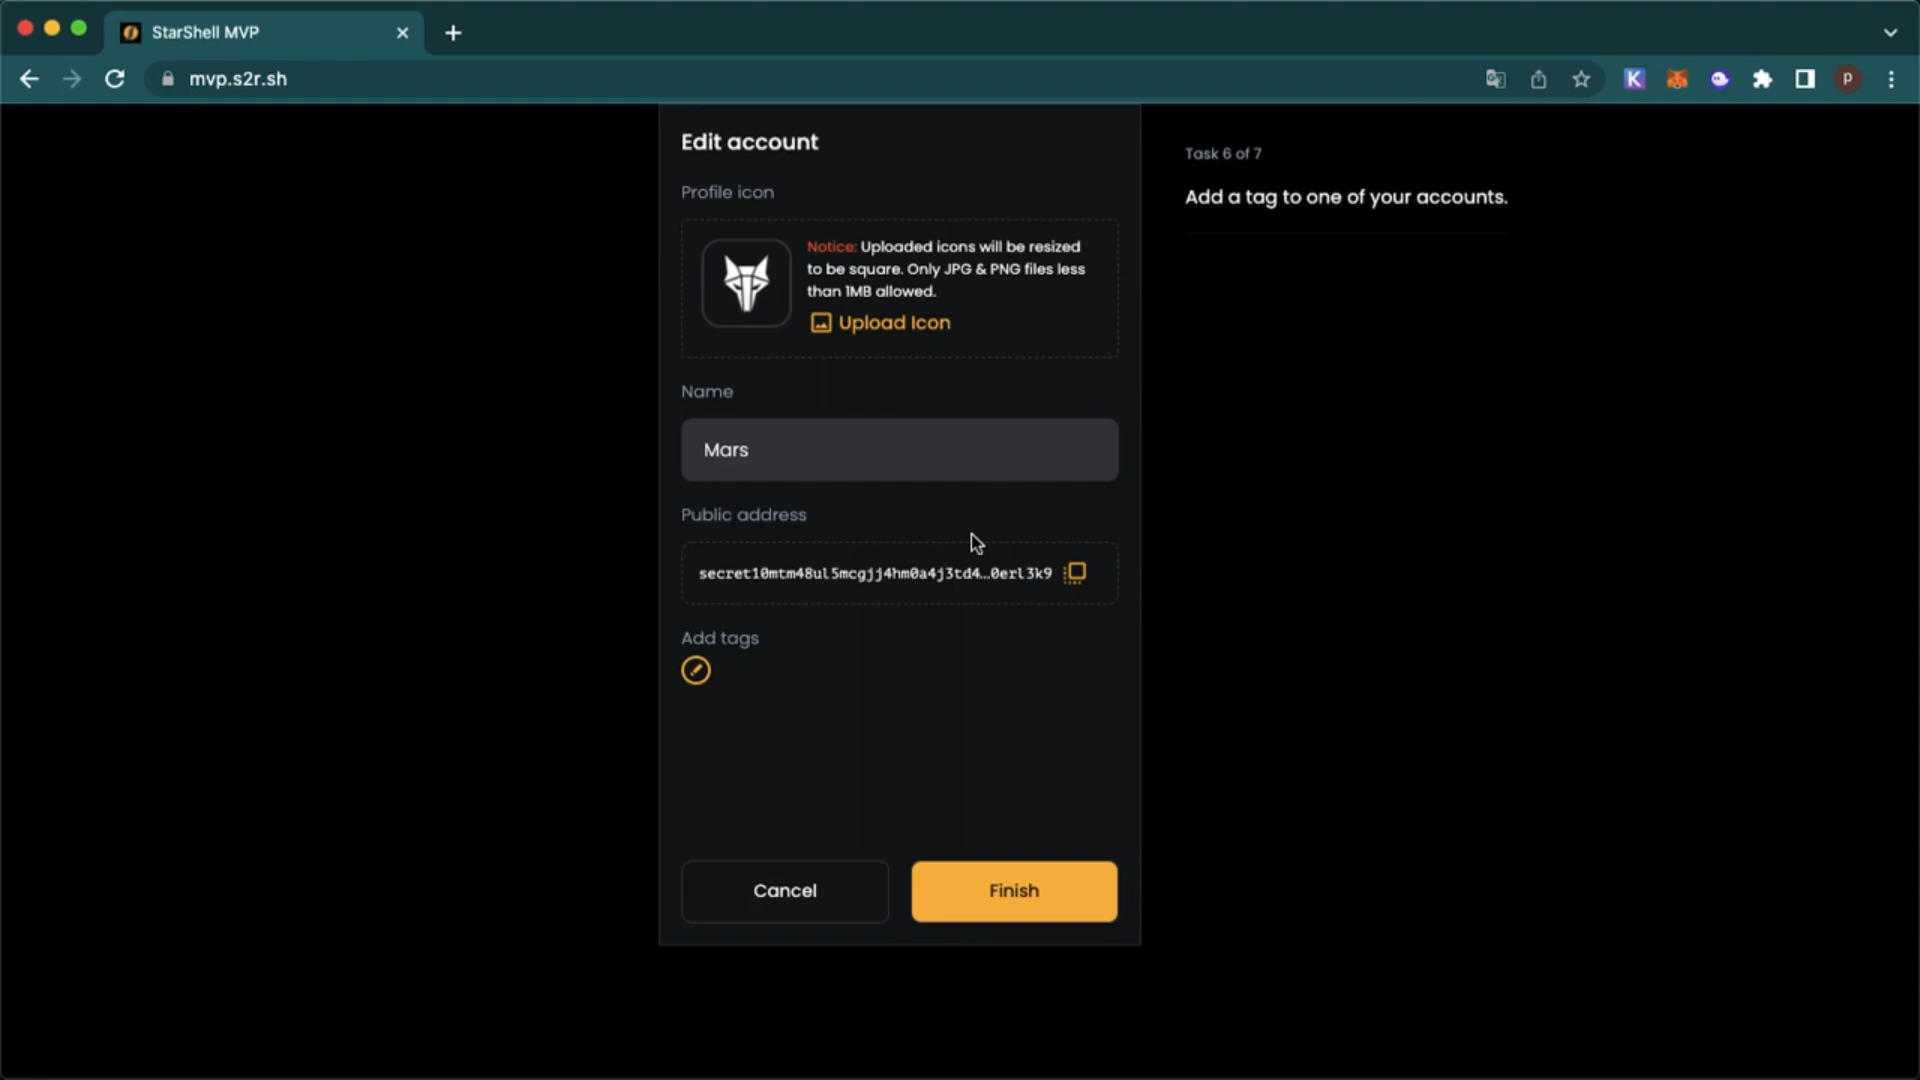 StarShell MVP
mvp.s2r.sh
K
P
Edit account
Task 6 of 7
Add a tag to one of your accounts.
Profile icon
Notice: Uploaded icons will be resized
to be square. Only JPG & PNG files less
than 1MB allowed.
Upload Icon
Name
Mars
Public address
secret10mtm48ul5mcgjj4hm0a4j3td4…0erl3k9
Add tags
Cancel
Finish